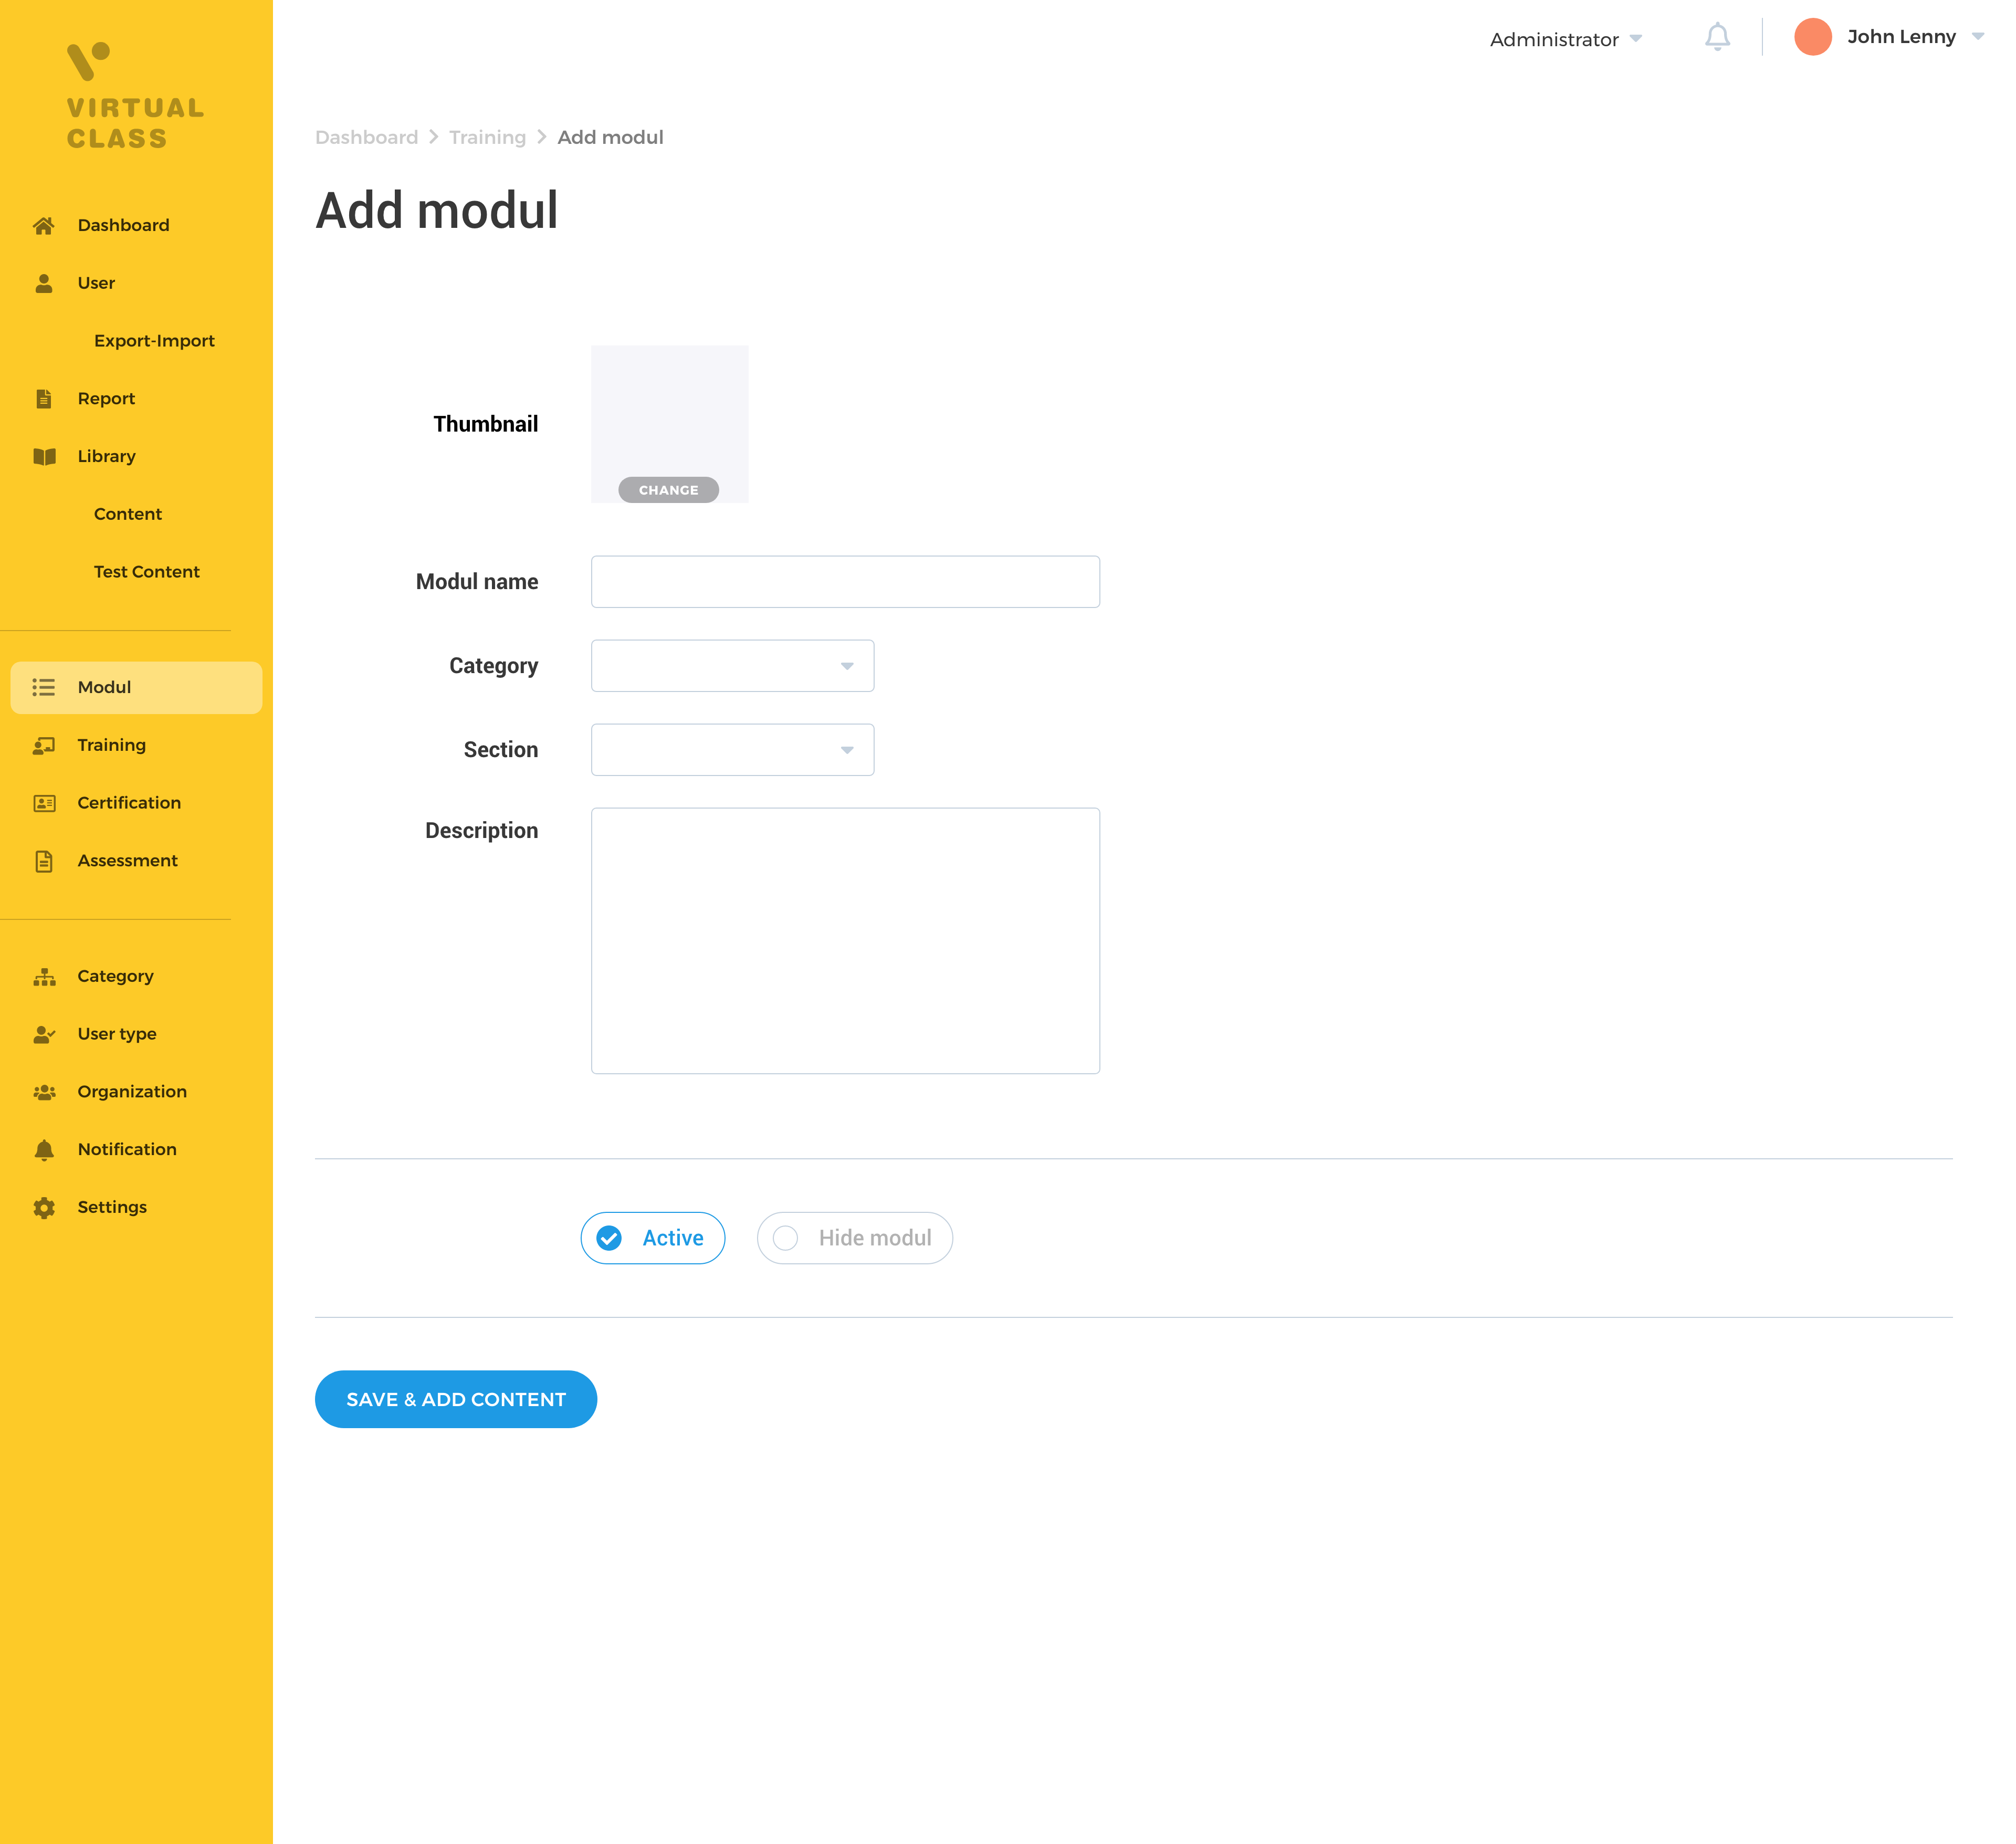 VIRTUAL
CLASS
Dashboard
User
Export-Import
Report
Library
Content
Test Content
Modul
Training
Certification
Assessment
Category
User type
Organization
Notification
Settings
Administrator
John Lenny
Dashboard > Training > Add modul
Add modul
Thumbnail
CHANGE
Modul name
Category
Section
Description
Active
Hide modul
SAVE & ADD CONTENT